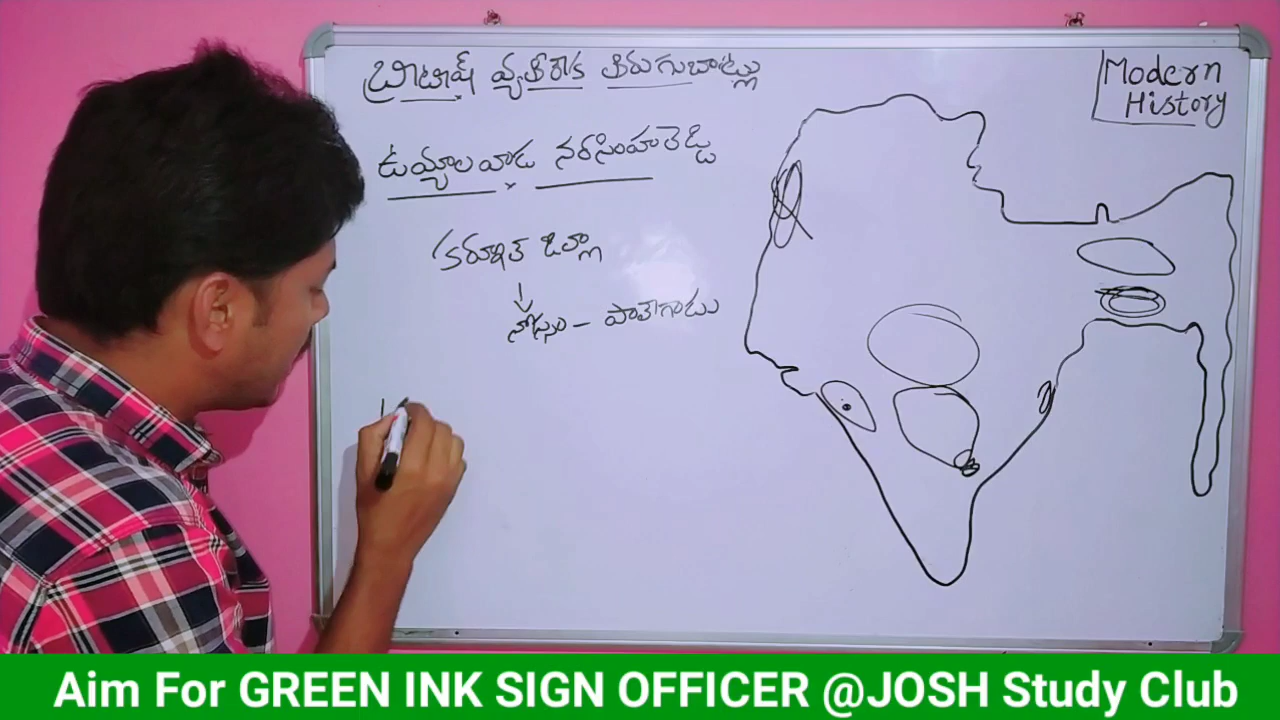 బ్రిటీష్ వ్యతిరేక తిరుగుబాట్లు
Modern
History
ఉయ్యాలవాడ నరసింహారెడ్డి
కర్నూల్ జిల్లా
నోస్సం - పాలెగాడు
Aim For GREEN INK SIGN OFFICER @JOSH Study Club